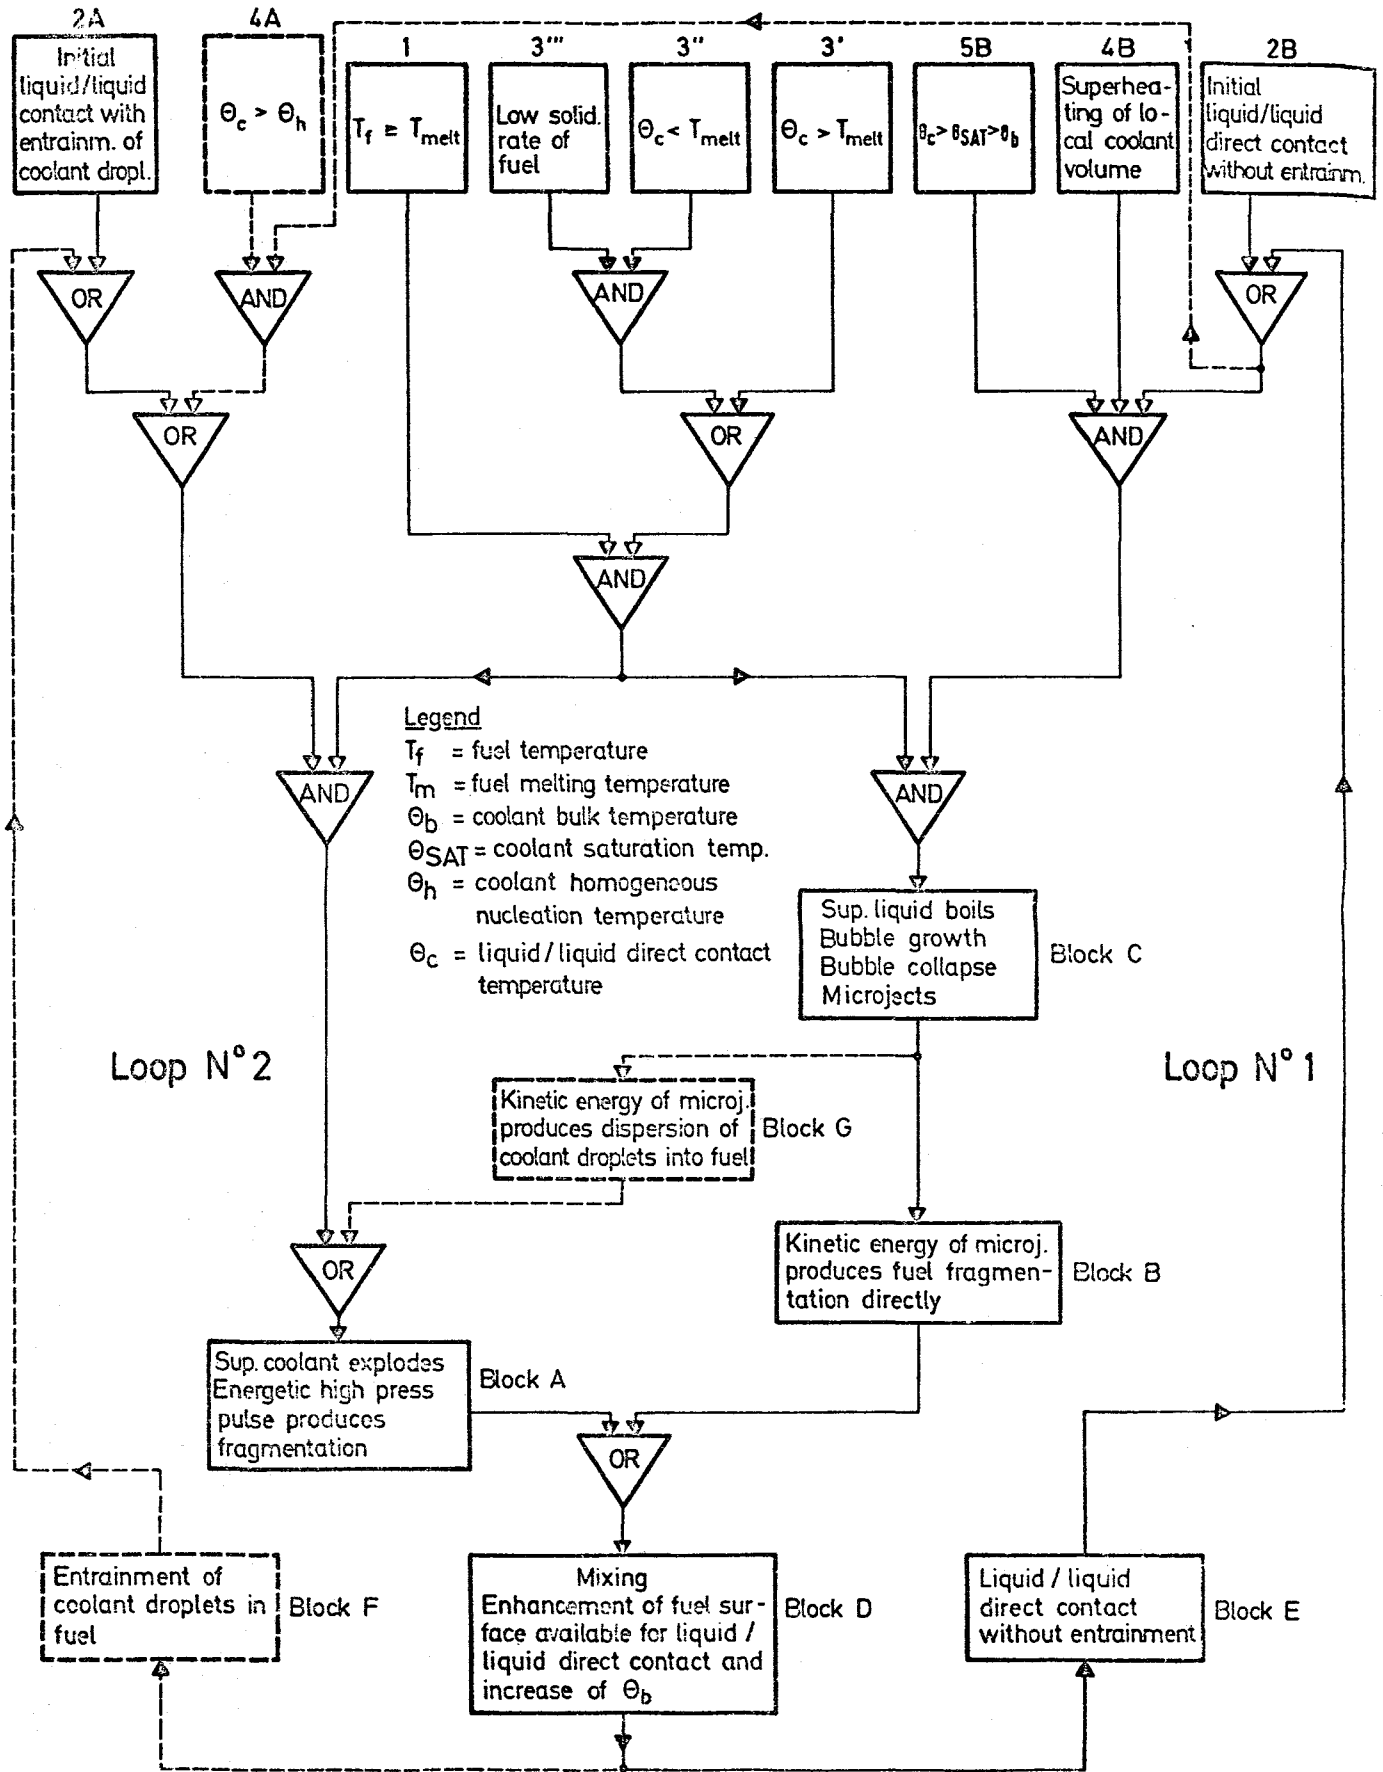 2A
4A
1
3'''
3''
3'
5B
4B
2B
Initial
liquid/liquid
contact with
entrainm. of
coolant dropl.
Θc > Θh
Tf ≥ Tmelt
Low solid.
rate of
fuel
Θc < Tmelt
Θc > Tmelt
θc > θSAT > θb
Superhea-
ting of lo-
cal coolant
volume
Initial
liquid/liquid
direct contact
without entrainm.
OR
AND
AND
OR
OR
OR
AND
AND
Legend
Tf = fuel temperature
Tm = fuel melting temperature
Θb = coolant bulk temperature
ΘSAT = coolant saturation temp.
Θh = coolant homogeneous
nucleation temperature
Θc = liquid / liquid direct contact
temperature
AND
AND
Sup. liquid boils
Bubble growth
Bubble collapse
Microjects
Block C
Loop N° 2
Loop N° 1
Kinetic energy of microj.
produces dispersion of
coolant droplets into fuel
Block G
Kinetic energy of microj.
produces fuel fragmen-
tation directly
Block B
OR
Sup. coolant explodes
Energetic high press
pulse produces
fragmentation
Block A
OR
Entrainment of
coolant droplets in
fuel
Block F
Mixing
Enhancement of fuel sur-
face available for liquid /
liquid direct contact and
increase of Θb
Block D
Liquid / liquid
direct contact
without entrainment
Block E